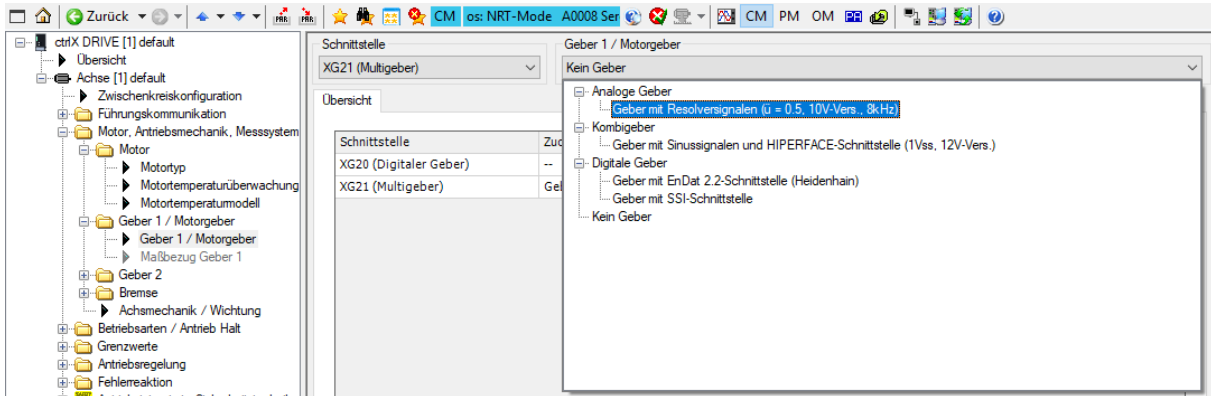 Zurück CM os: NRT-Mode A0008 Ser CM PM OM
ctrlX DRIVE [1] default
Übersicht
Achse [1] default
Zwischenkreiskonfiguration
Führungskommunikation
Motor, Antriebsmechanik, Messsystem
Motor
Motortyp
Motortemperaturüberwachung
Motortemperaturmodell
Geber 1 / Motorgeber
Geber 1 / Motorgeber
Maßbezug Geber 1
Geber 2
Bremse
Achsmechanik / Wichtung
Betriebsarten / Antrieb Halt
Grenzwerte
Antriebsregelung
Fehlerreaktion
Schnittstelle
XG21 (Multigeber)
Geber 1 / Motorgeber
Kein Geber
Übersicht
Schnittstelle Zuo
XG20 (Digitaler Geber) --
XG21 (Multigeber) Gel
Analoge Geber
Geber mit Resolversignalen (ü = 0.5, 10V-Vers., 8kHz)
Kombigeber
Geber mit Sinussignalen und HIPERFACE-Schnittstelle (1Vss, 12V-Vers.)
Digitale Geber
Geber mit EnDat 2.2-Schnittstelle (Heidenhain)
Geber mit SSI-Schnittstelle
Kein Geber